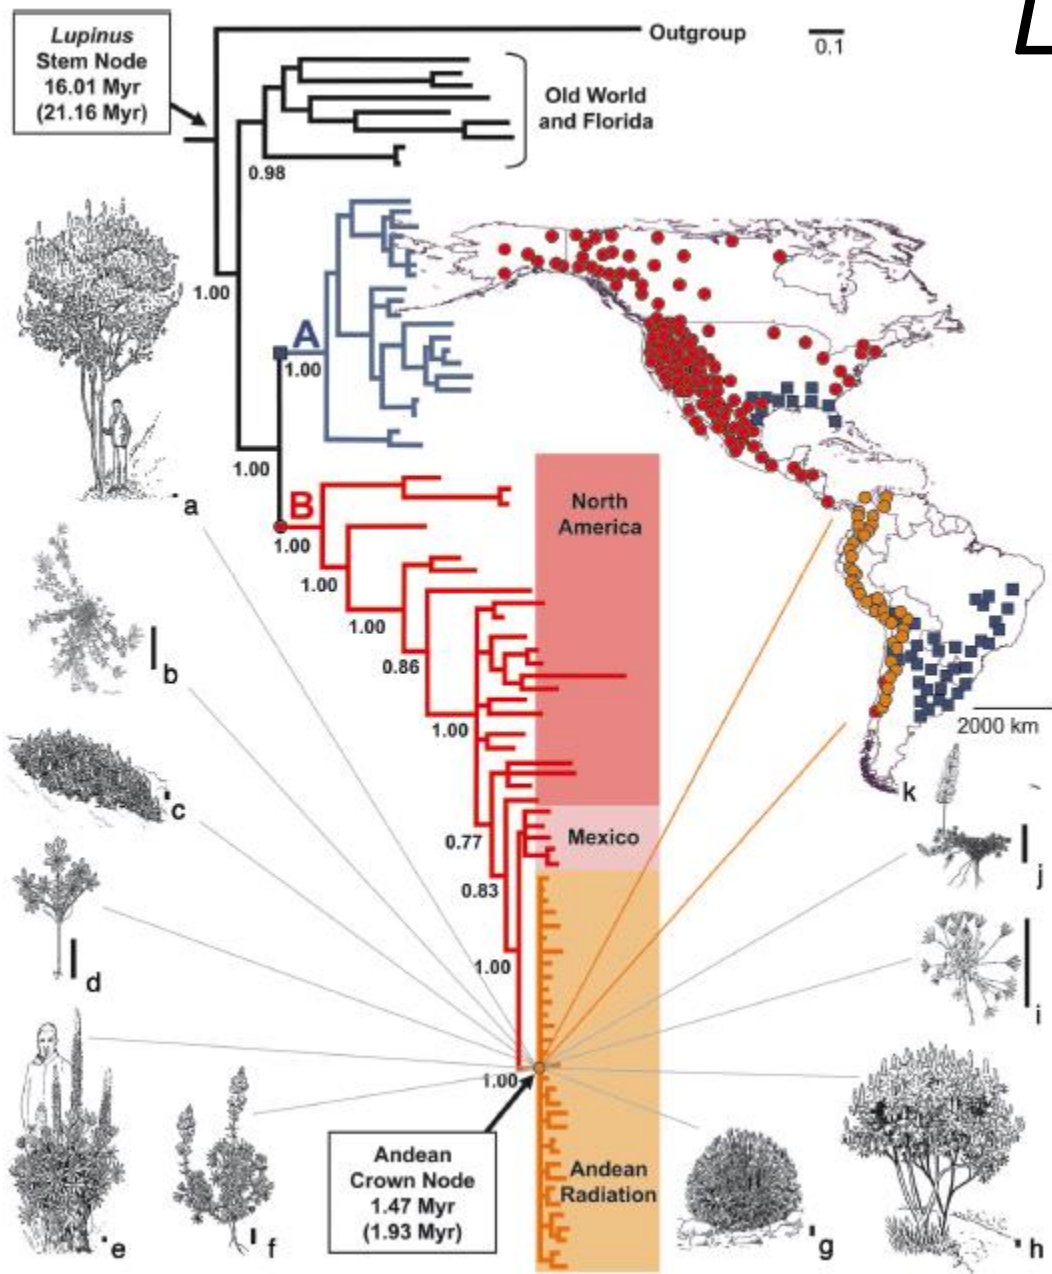 Lupinus
Stem Node
16.01 Myr
(21.16 Myr)
Outgroup
0.1
Old World
and Florida
0.98
1.00
A
1.00
1.00
B
1.00
1.00
1.00
0.86
1.00
0.77
0.83
1.00
1.00
North
America
Mexico
Andean
Radiation
Andean
Crown Node
1.47 Myr
(1.93 Myr)
2000 km
a
b
c
d
e
f
g
h
i
j
k